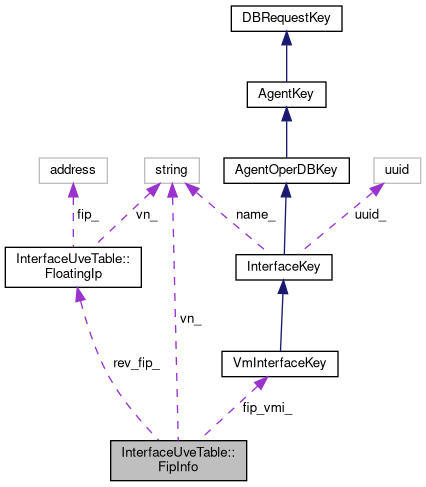 DBRequestKey
AgentKey
address
string
AgentOperDBKey
uuid
fip_
vn_
name_
uuid_
InterfaceUveTable::
FloatingIp
InterfaceKey
vn_
rev_fip_
VmInterfaceKey
fip_vmi_
InterfaceUveTable::
FipInfo